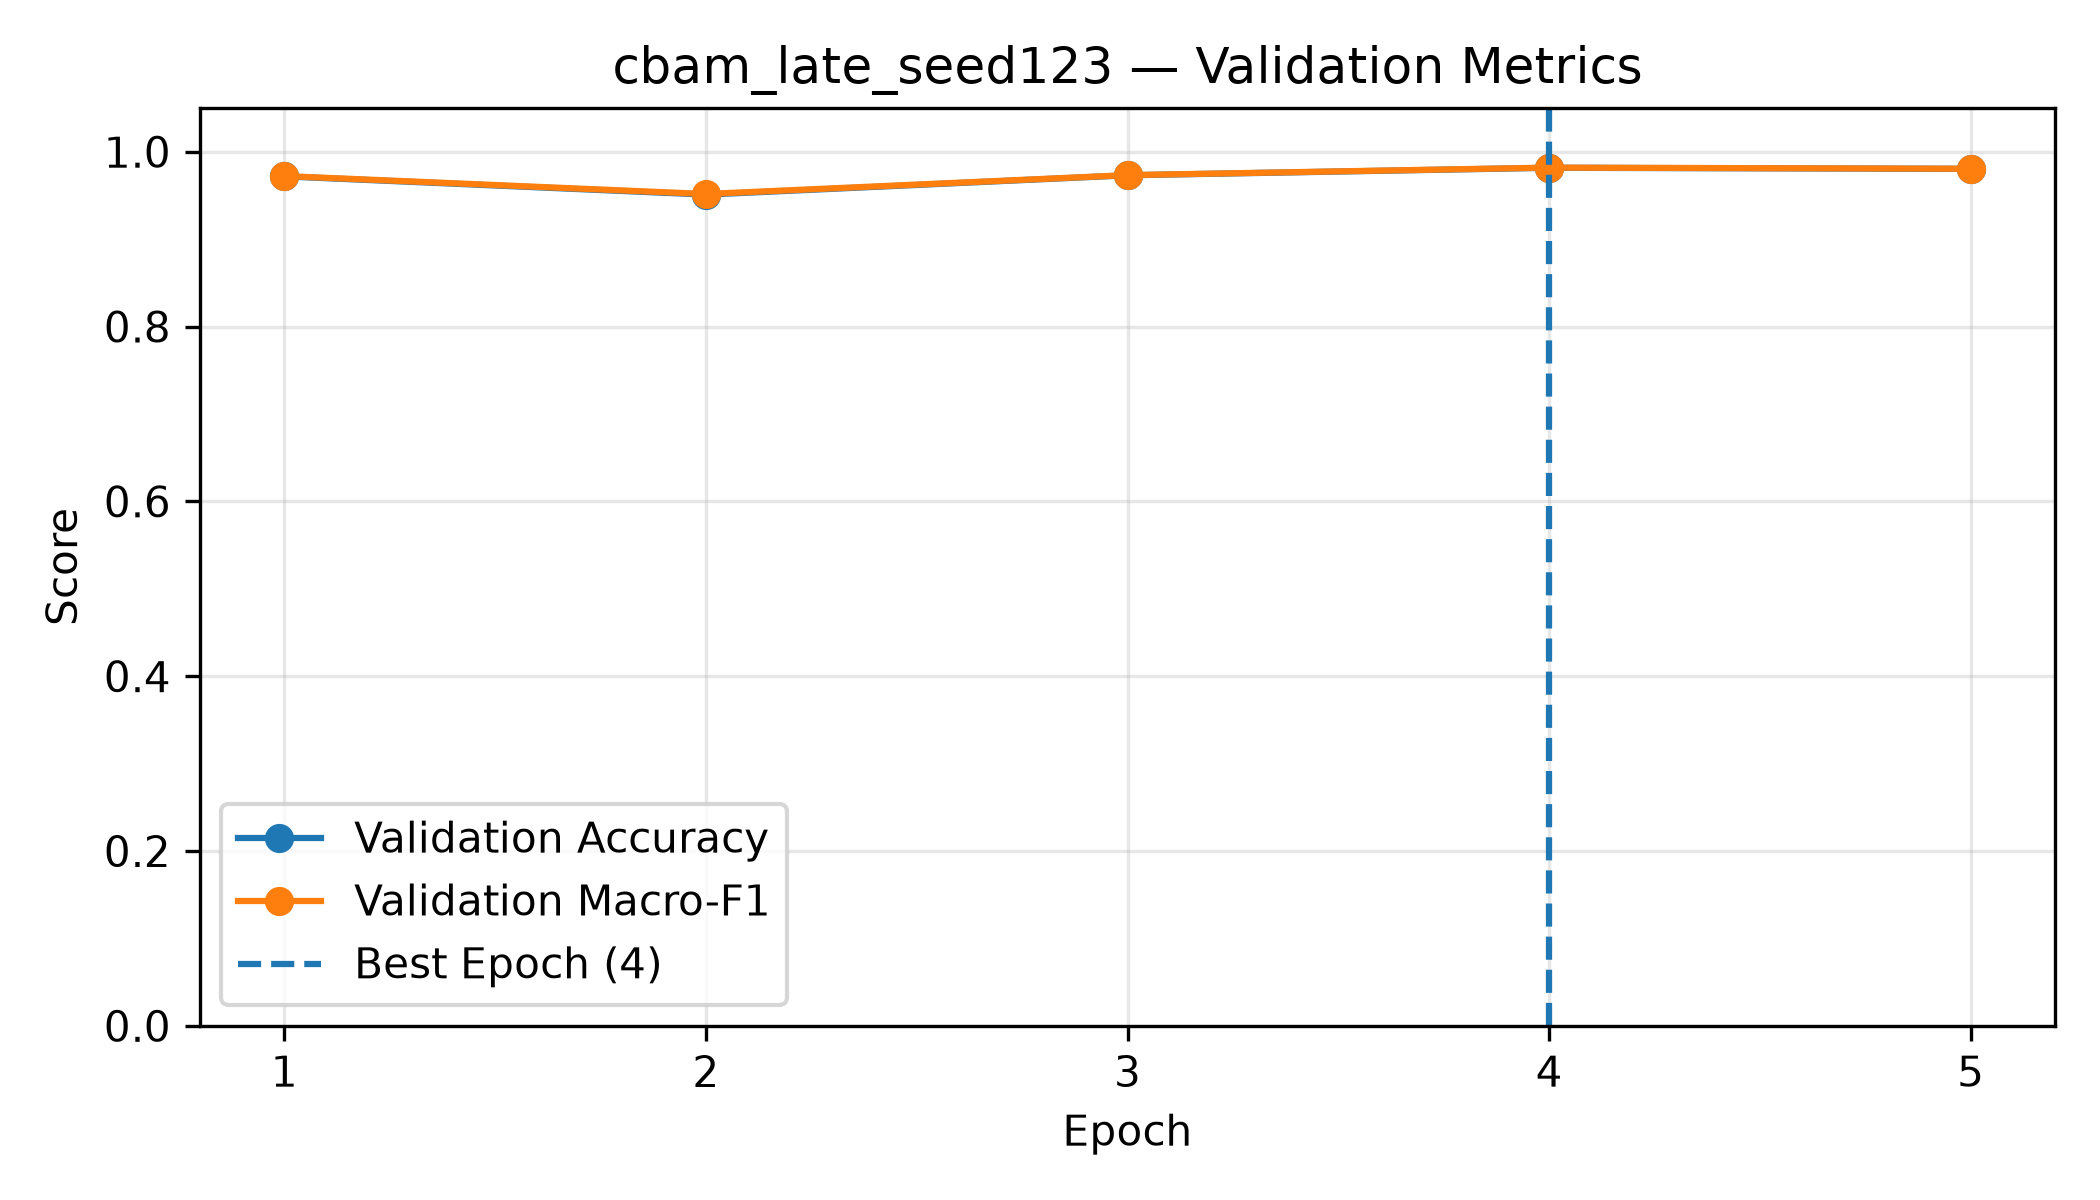 cbam_late_seed123 — Validation Metrics
1.0
0.8
0.6
0.4
0.2
0.0
Score
Validation Accuracy
Validation Macro-F1
Best Epoch (4)
1 2 3 4 5
Epoch